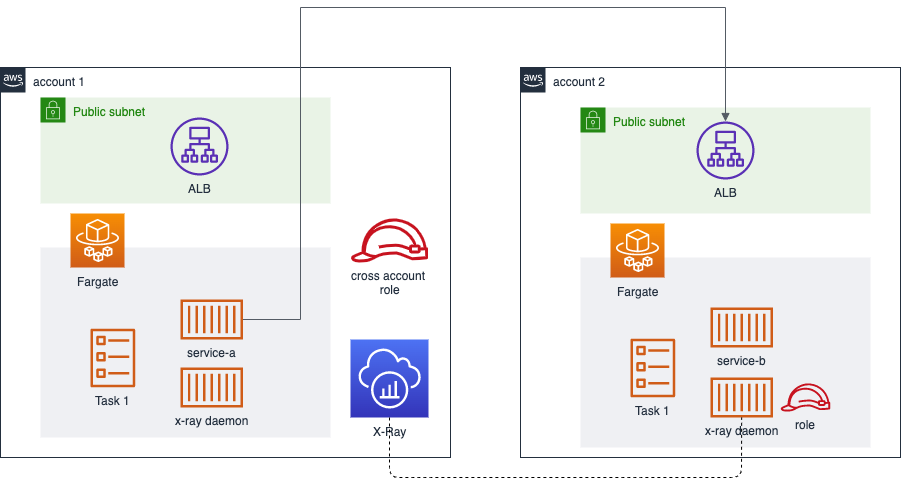 aws
account 1
Public subnet
ALB
Fargate
cross account
role
service-a
Task 1
x-ray daemon
X-Ray
aws
account 2
Public subnet
ALB
Fargate
service-b
Task 1
x-ray daemon
role